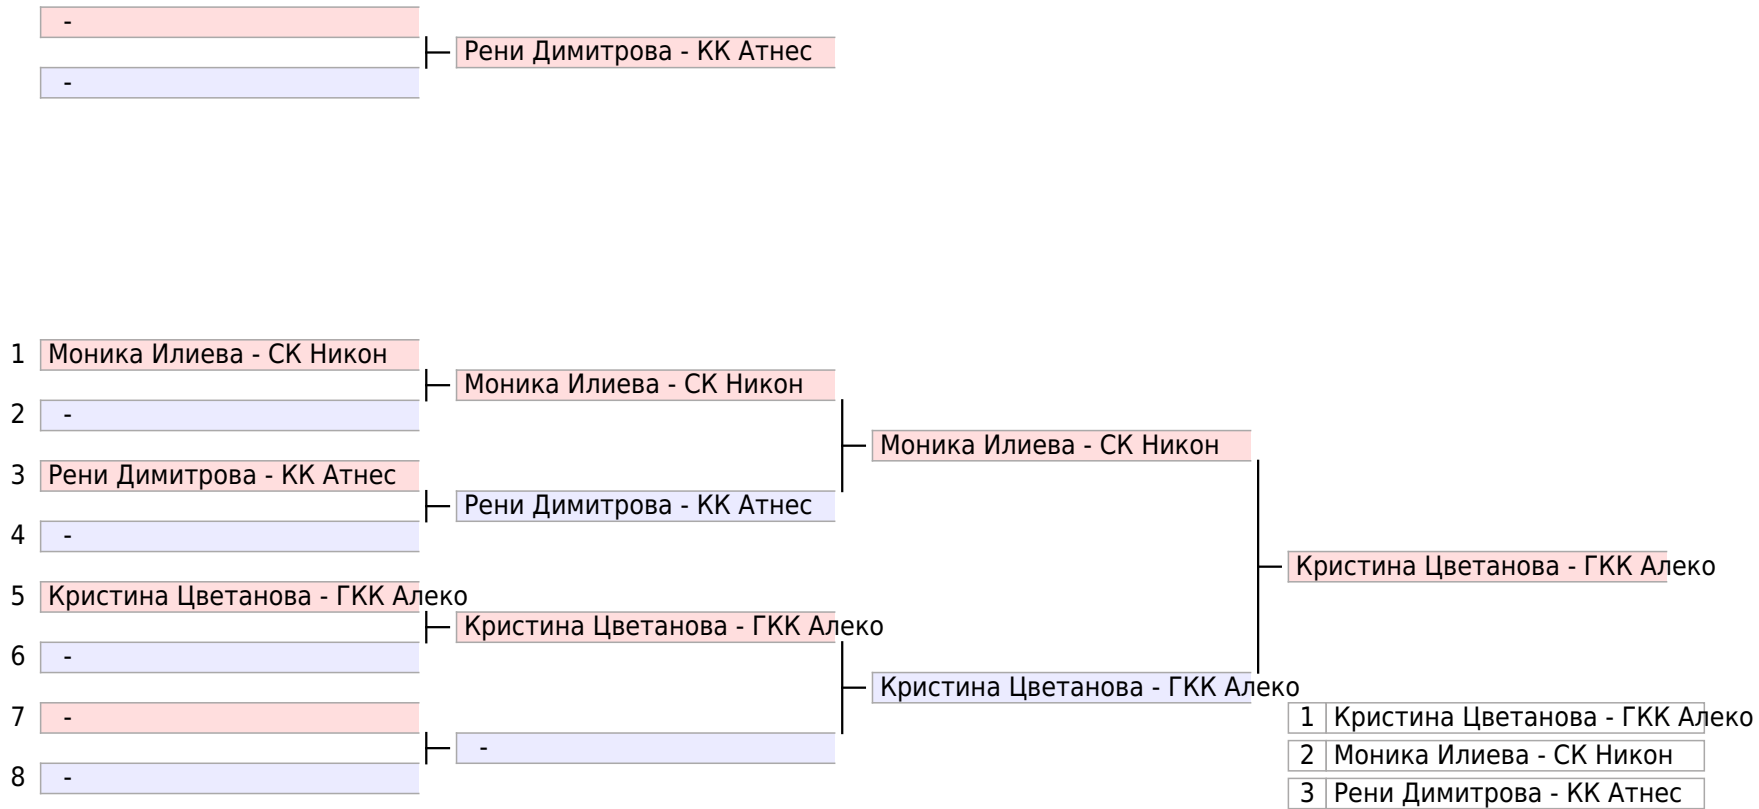 -
Рени Димитрова - КК Атнес
-
1 Моника Илиева - СК Никон
Моника Илиева - СК Никон
2 -
Моника Илиева - СК Никон
3 Рени Димитрова - КК Атнес
Рени Димитрова - КК Атнес
4 -
Кристина Цветанова - ГКК Алеко
5 Кристина Цветанова - ГКК Алеко
Кристина Цветанова - ГКК Алеко
6 -
Кристина Цветанова - ГКК Алеко
7 -
-
8 -
1 Кристина Цветанова - ГКК Алеко
2 Моника Илиева - СК Никон
3 Рени Димитрова - КК Атнес